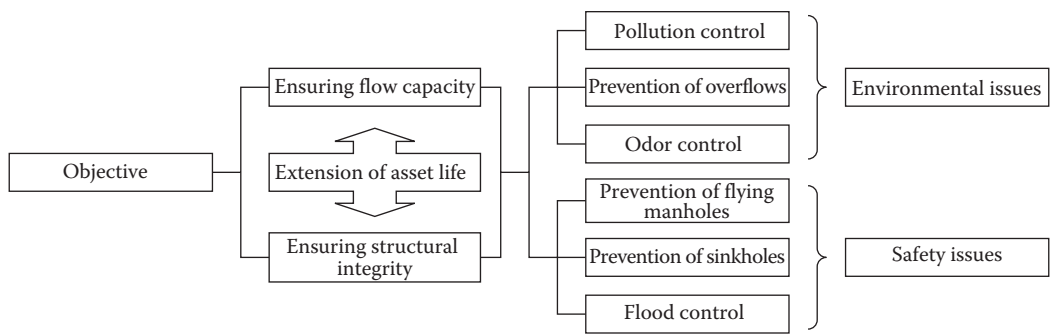 Objective
Ensuring flow capacity
Extension of asset life
Ensuring structural
integrity
Pollution control
Prevention of overflows
Odor control
Prevention of flying
manholes
Prevention of sinkholes
Flood control
Environmental issues
Safety issues